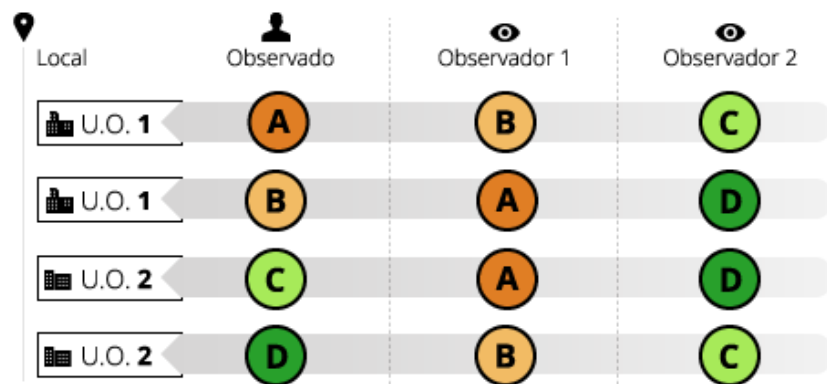 Local Observado Observador 1 Observador 2
U.O. 1 A B C
U.O. 1 B A D
U.O. 2 C A D
U.O. 2 D B C